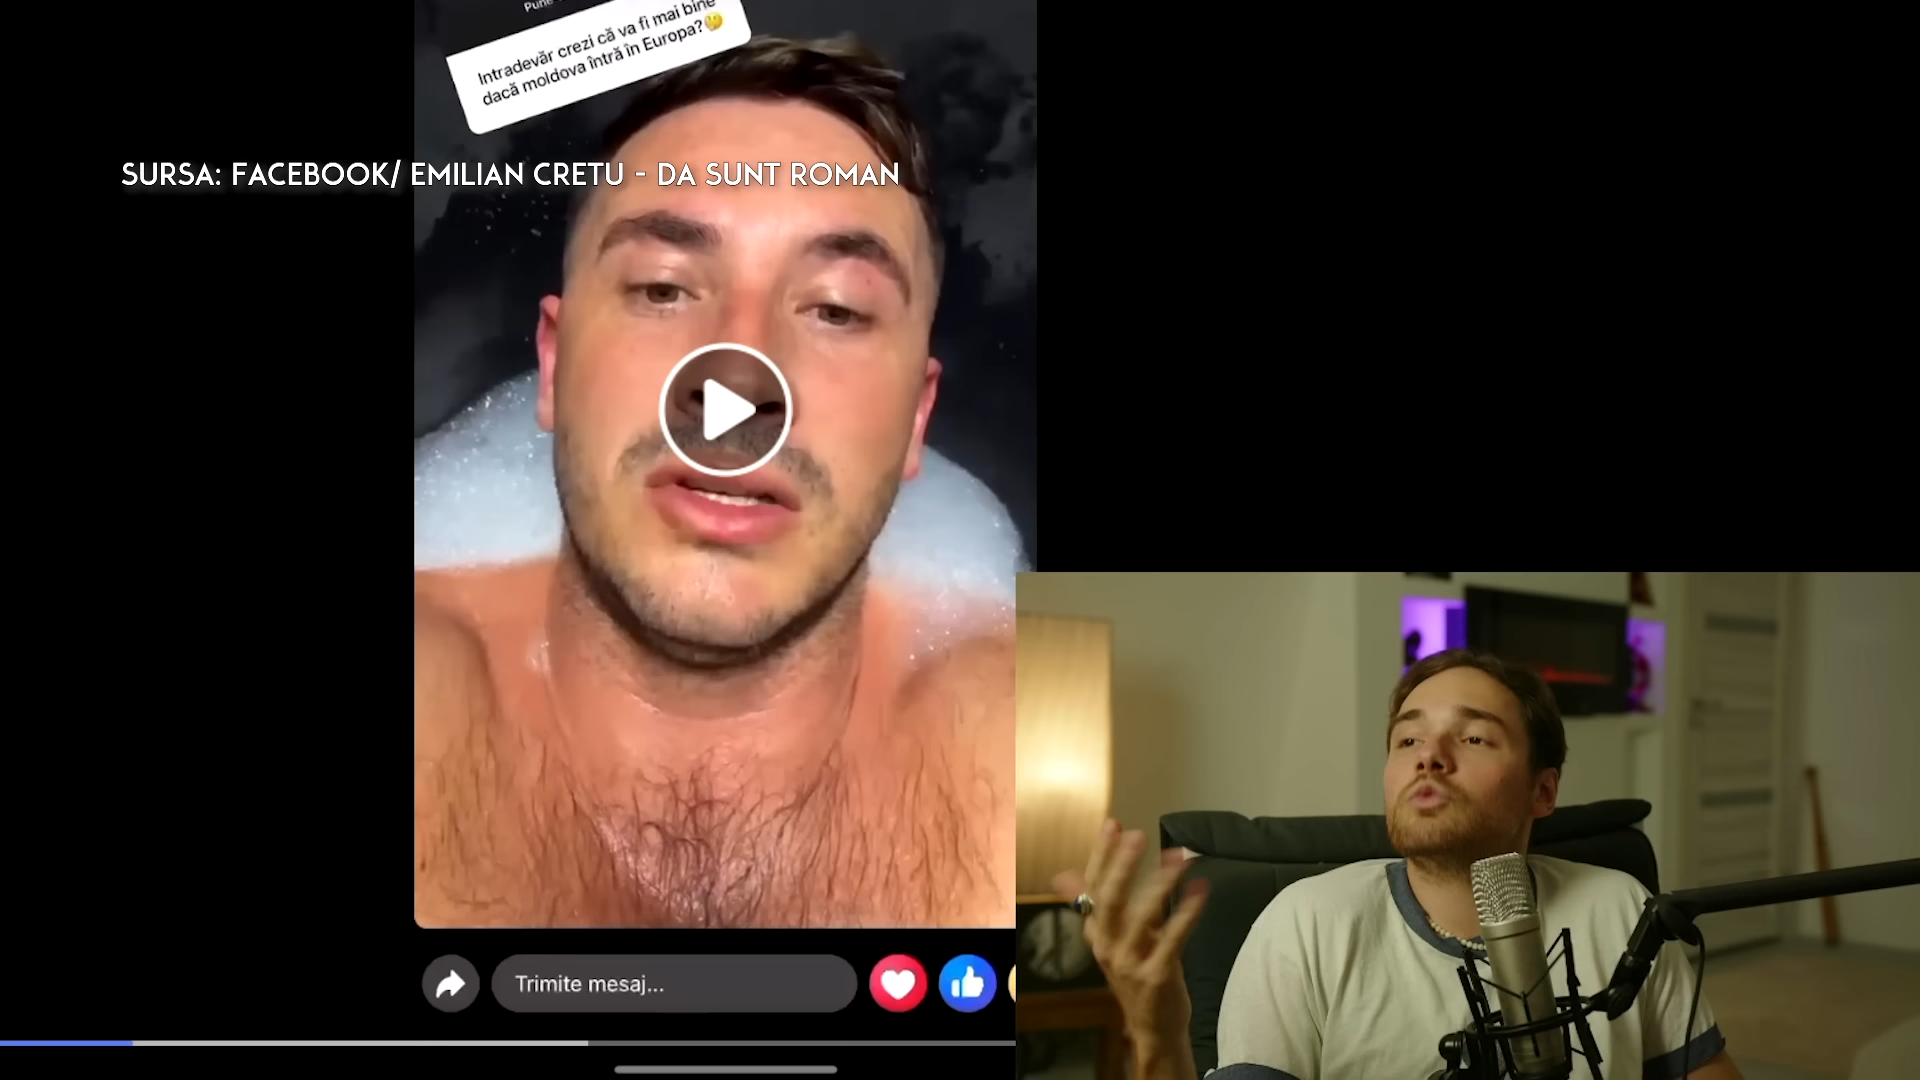 Intradevăr crezi că va fi mai bine
dacă moldova întră în Europa?🤔
SURSA: FACEBOOK/ EMILIAN CRETU - DA SUNT ROMAN
Trimite mesaj...